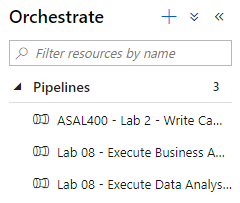 Orchestrate
Filter resources by name
Pipelines 3
ASAL400 - Lab 2 - Write Ca...
Lab 08 - Execute Business A...
Lab 08 - Execute Data Analys...